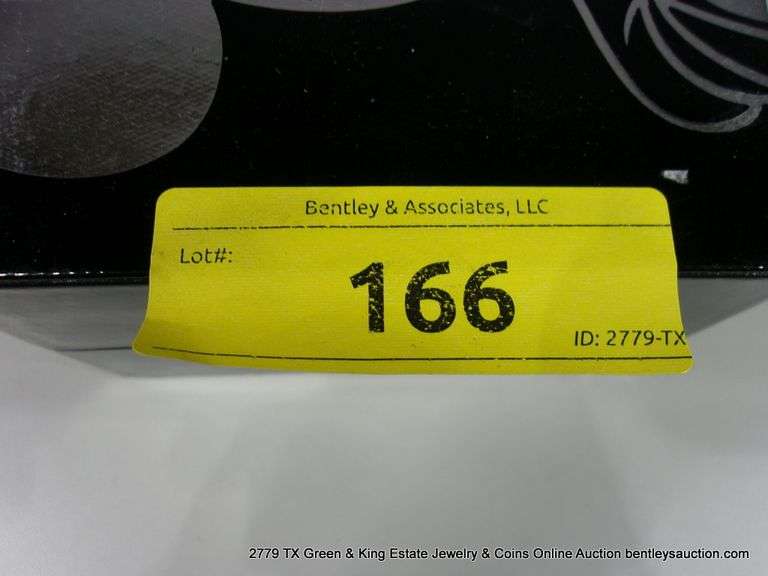 Bentley & Associates, LLC
Lot#:
166
ID: 2779-TX
2779 TX Green & King Estate Jewelry & Coins Online Auction bentleysauction.com